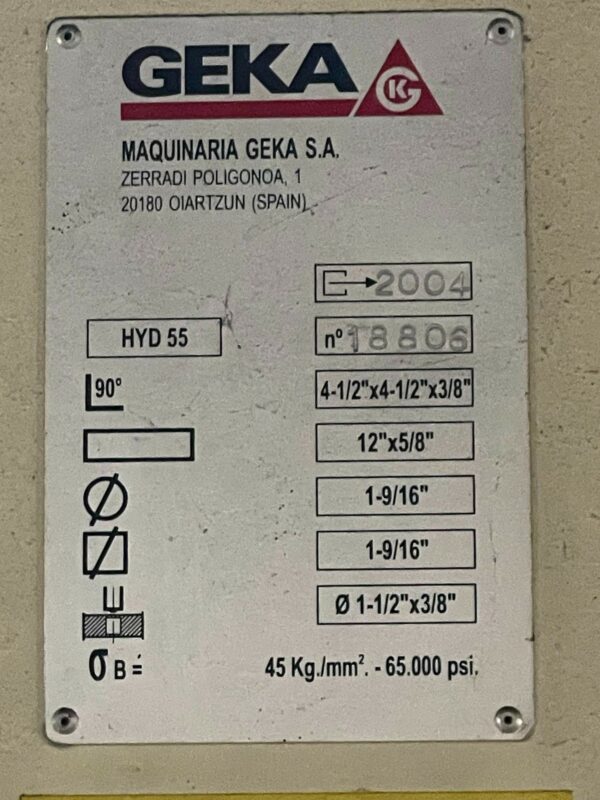 GEKA
GK
MAQUINARIA GEKA S.A.
ZERRADI POLIGONOA, 1
20180 OIARTZUN (SPAIN)
2004
HYD 55
nº 18806
90º
4-1/2"x4-1/2"x3/8"
12"x5/8"
1-9/16"
1-9/16"
Ø 1-1/2"x3/8"
σ B = 45 Kg./mm². - 65.000 psi.